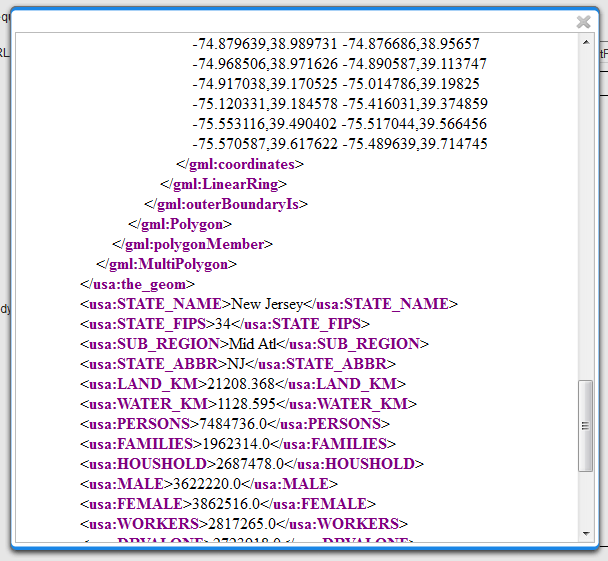 -74.879639,38.989731 -74.876686,38.95657
-74.968506,38.971626 -74.890587,39.113747
-74.917038,39.170525 -75.014786,39.19825
-75.120331,39.184578 -75.416031,39.374859
-75.553116,39.490402 -75.517044,39.566456
-75.570587,39.617622 -75.489639,39.714745
</gml:coordinates>
</gml:LinearRing>
</gml:outerBoundaryIs>
</gml:Polygon>
</gml:polygonMember>
</gml:MultiPolygon>
</usa:the_geom>
<usa:STATE_NAME>New Jersey</usa:STATE_NAME>
<usa:STATE_FIPS>34</usa:STATE_FIPS>
<usa:SUB_REGION>Mid Atl</usa:SUB_REGION>
<usa:STATE_ABBR>NJ</usa:STATE_ABBR>
<usa:LAND_KM>21208.368</usa:LAND_KM>
<usa:WATER_KM>1128.595</usa:WATER_KM>
<usa:PERSONS>7484736.0</usa:PERSONS>
<usa:FAMILIES>1962314.0</usa:FAMILIES>
<usa:HOUSHOLD>2687478.0</usa:HOUSHOLD>
<usa:MALE>3622220.0</usa:MALE>
<usa:FEMALE>3862516.0</usa:FEMALE>
<usa:WORKERS>2817265.0</usa:WORKERS>